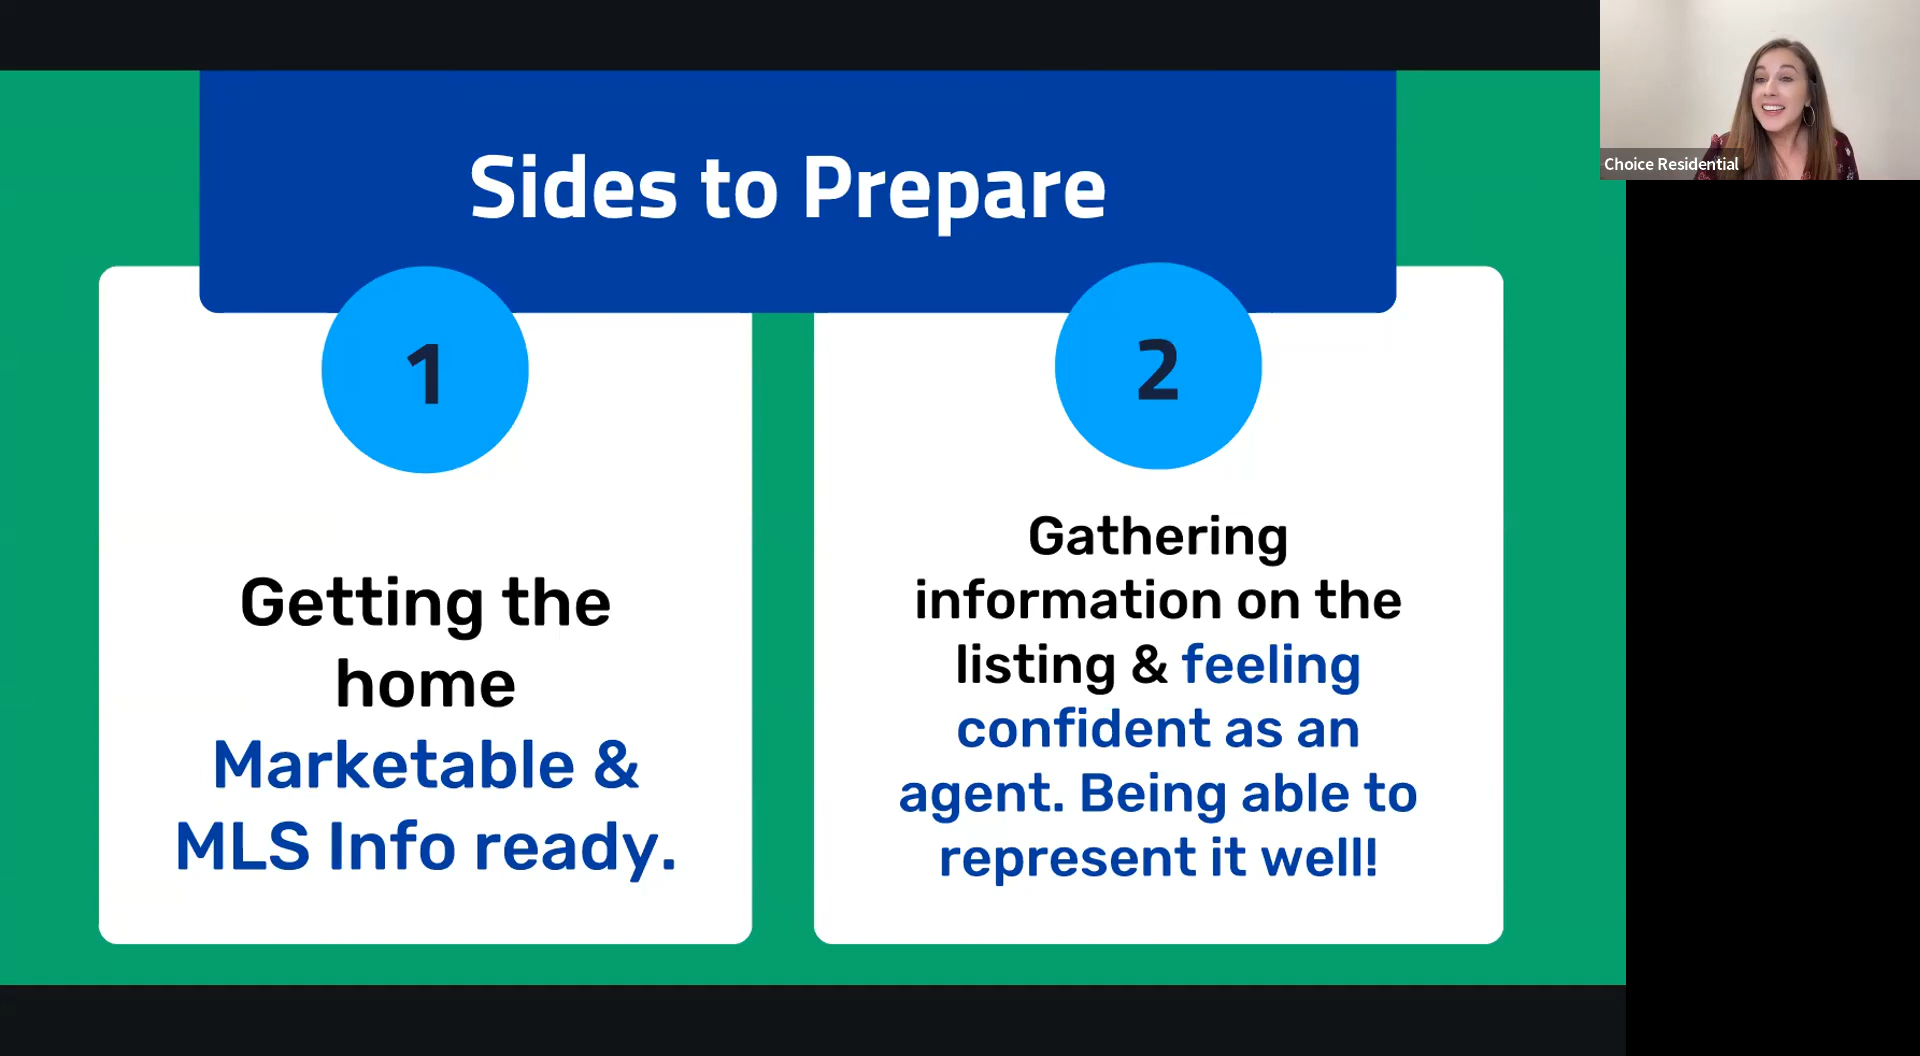 Sides to Prepare
1
Getting the
home
Marketable &
MLS Info ready.
2
Gathering
information on the
listing & feeling
confident as an
agent. Being able to
represent it well!
Choice Residential